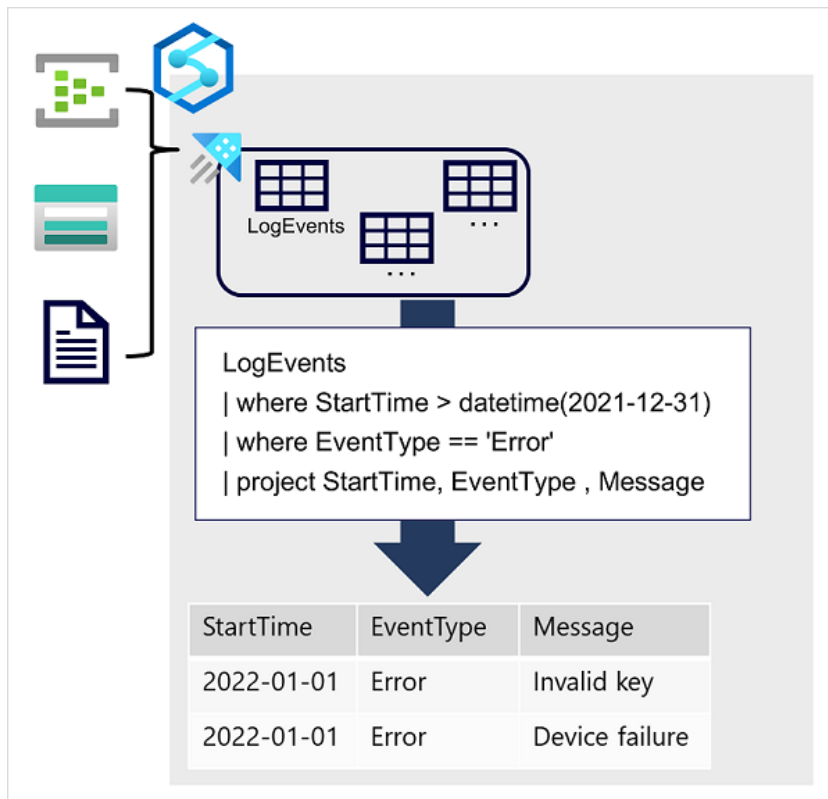 LogEvents
...
...
LogEvents
| where StartTime > datetime(2021-12-31)
| where EventType == 'Error'
| project StartTime, EventType , Message
StartTime EventType Message
2022-01-01 Error Invalid key
2022-01-01 Error Device failure